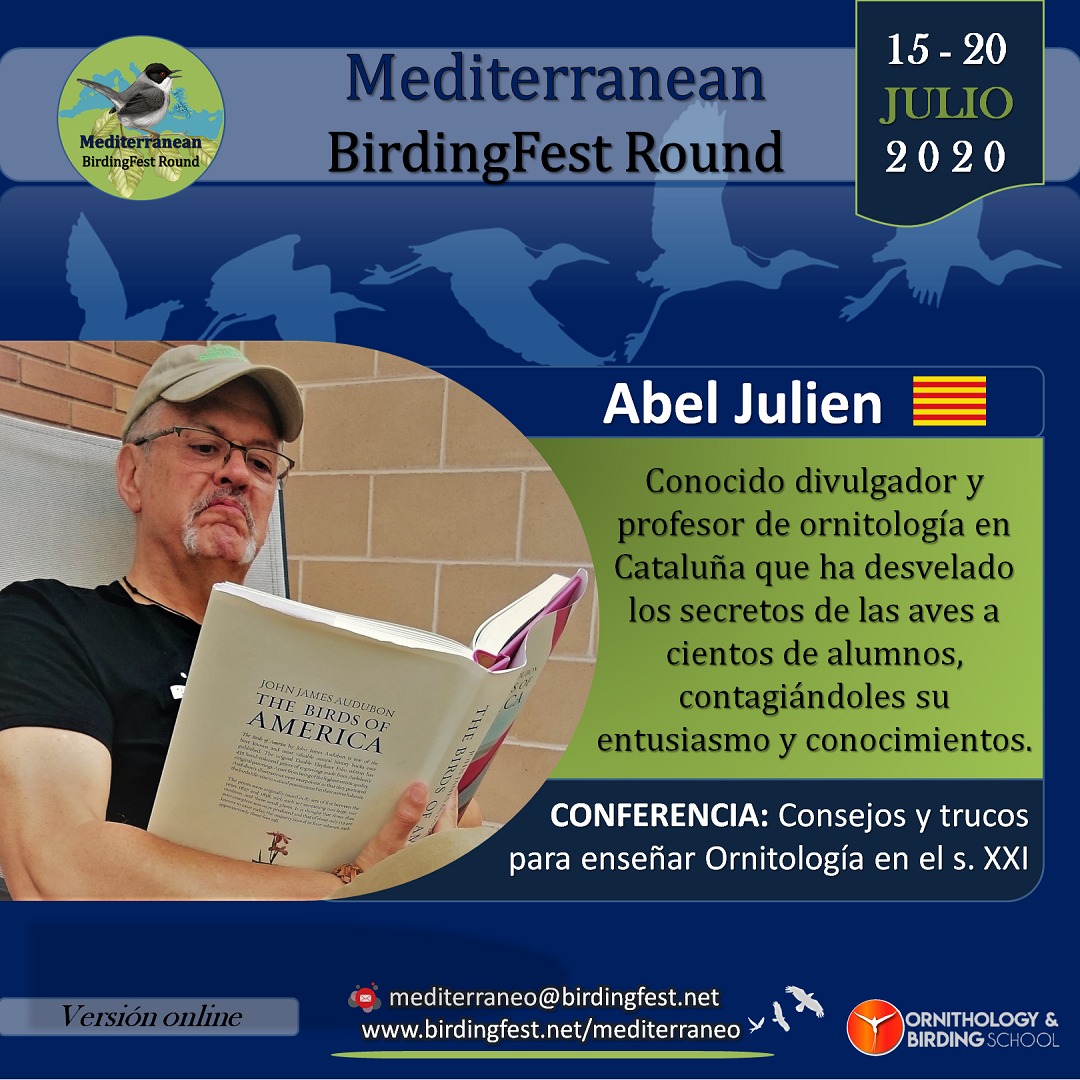 Mediterranean
BirdingFest Round
15 - 20
JULIO
2020
Mediterranean
BirdingFest Round
Abel Julien
Conocido divulgador y
profesor de ornitología en
Cataluña que ha desvelado
los secretos de las aves a
cientos de alumnos,
contagiándoles su
entusiasmo y conocimientos.
JOHN JAMES AUDUBON
THE BIRDS OF
AMERICA
THE BIRDS OF AM
CONFERENCIA: Consejos y trucos
para enseñar Ornitología en el s. XXI
Versión online
mediterraneo@birdingfest.net
www.birdingfest.net/mediterraneo
ORNITHOLOGY &
BIRDING SCHOOL